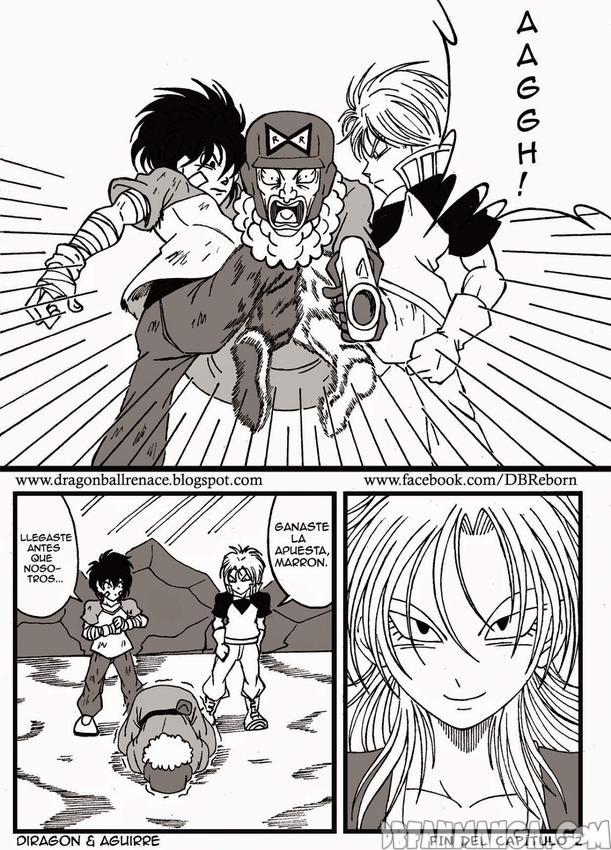 AAGGH!
R R
www.dragonballrenace.blogspot.com
www.facebook.com/DBReborn
LLEGASTE
ANTES
QUE
NOSO-
TROS...
GANASTE
LA
APUESTA,
MARRON.
DIRAGON & AGUIRRE
FIN DEL CAPITULO 2
DBFANMANGA.COM